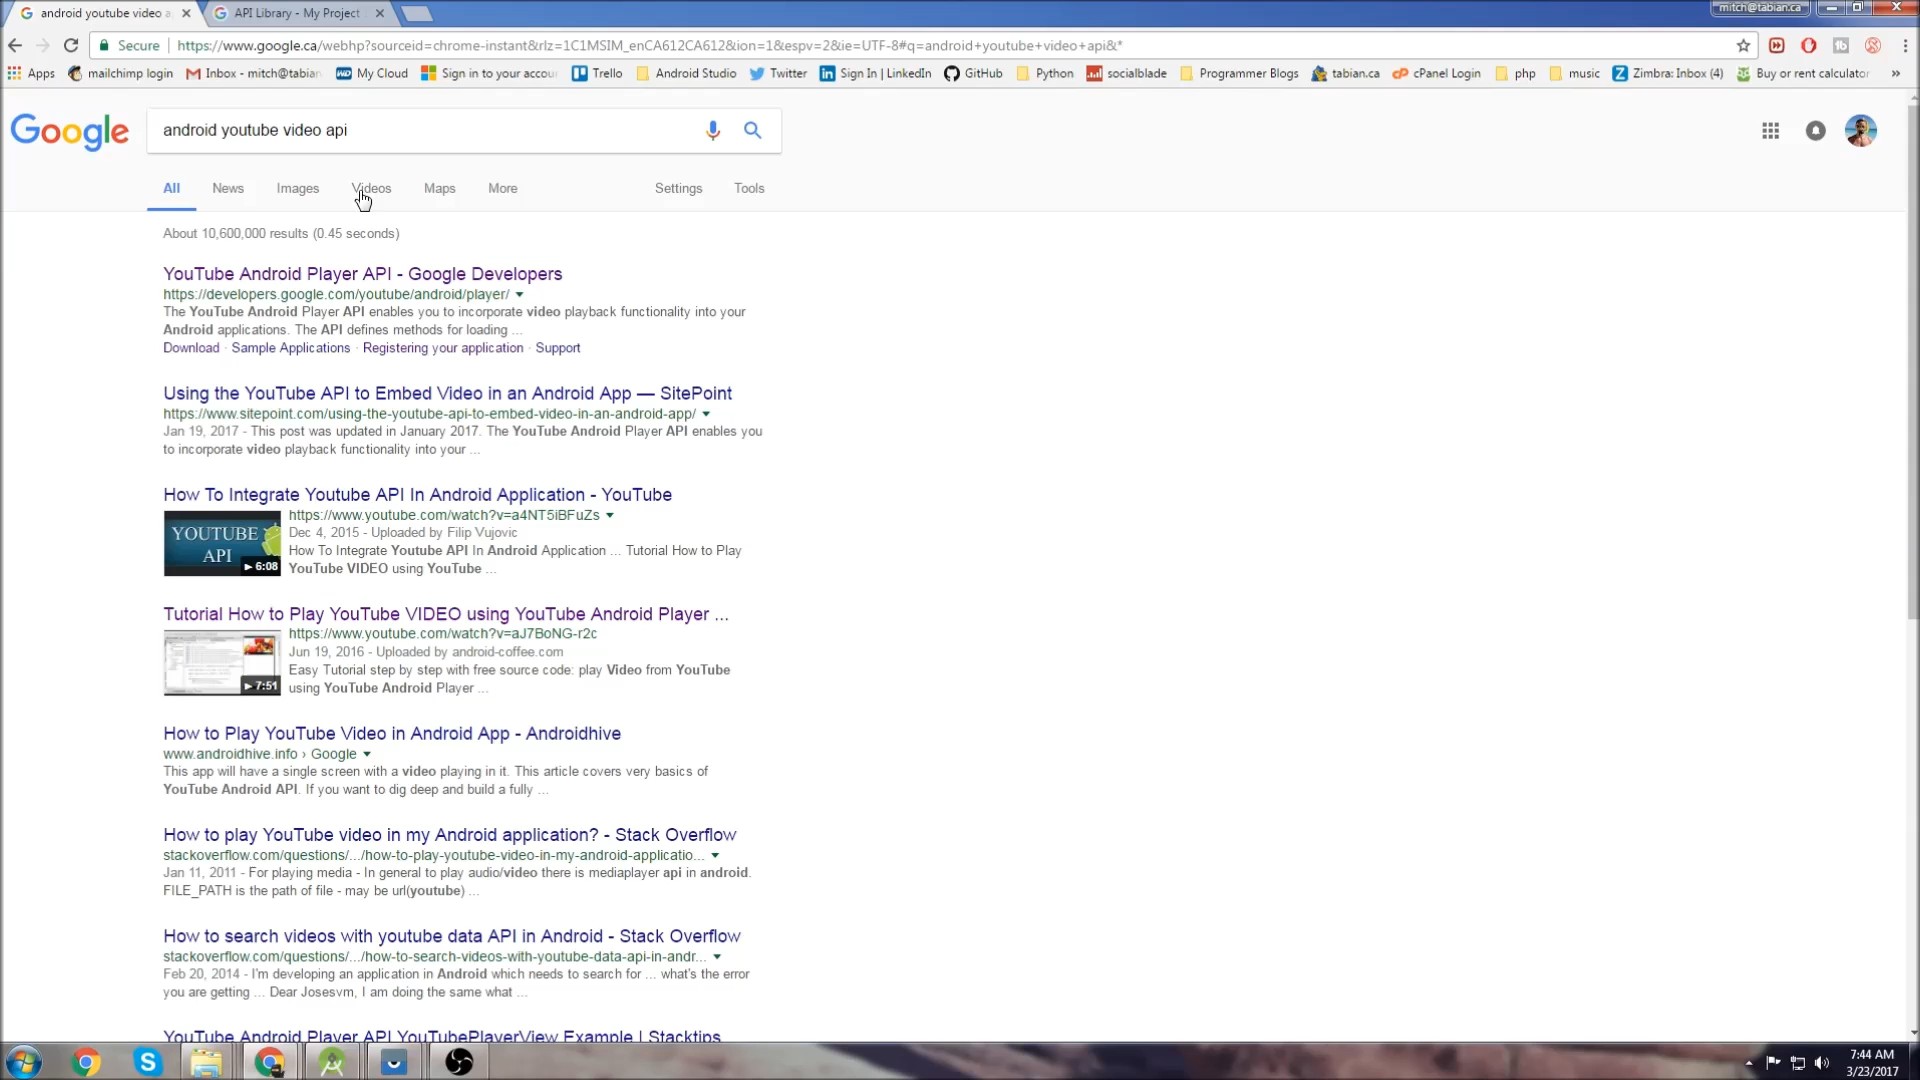 android youtube video a
API Library - My Project
mitch@tabian.ca
Secure https://www.google.ca/webhp?sourceid=chrome-instant&rlz=1C1MSIM_enCA612CA612&ion=1&espv=2&ie=UTF-8#q=android+youtube+video+api&*
Apps mailchimp login Inbox - mitch@tabian My Cloud Sign in to your accou Trello Android Studio Twitter Sign In | LinkedIn GitHub Python socialblade Programmer Blogs tabian.ca cPanel Login php music Zimbra: Inbox (4) Buy or rent calculator »
Google android youtube video api
All News Images Videos Maps More Settings Tools
About 10,600,000 results (0.45 seconds)
YouTube Android Player API - Google Developers
https://developers.google.com/youtube/android/player/
The YouTube Android Player API enables you to incorporate video playback functionality into your
Android applications. The API defines methods for loading ...
Download · Sample Applications · Registering your application · Support
Using the YouTube API to Embed Video in an Android App — SitePoint
https://www.sitepoint.com/using-the-youtube-api-to-embed-video-in-an-android-app/
Jan 19, 2017 - This post was updated in January 2017. The YouTube Android Player API enables you
to incorporate video playback functionality into your ...
How To Integrate Youtube API In Android Application - YouTube
YOUTUBE
API
6:08
https://www.youtube.com/watch?v=a4NT5iBFuZs
Dec 4, 2015 - Uploaded by Filip Vujovic
How To Integrate Youtube API In Android Application ... Tutorial How to Play
YouTube VIDEO using YouTube ...
Tutorial How to Play YouTube VIDEO using YouTube Android Player ...
7:51
https://www.youtube.com/watch?v=aJ7BoNG-r2c
Jun 19, 2016 - Uploaded by android-coffee.com
Easy Tutorial step by step with free source code: play Video from YouTube
using YouTube Android Player ...
How to Play YouTube Video in Android App - Androidhive
www.androidhive.info › Google
This app will have a single screen with a video playing in it. This article covers very basics of
YouTube Android API. If you want to dig deep and build a fully ...
How to play YouTube video in my Android application? - Stack Overflow
stackoverflow.com/questions/.../how-to-play-youtube-video-in-my-android-applicatio...
Jan 11, 2011 - For playing media - In general to play audio/video there is mediaplayer api in android.
FILE_PATH is the path of file - may be url(youtube) ...
How to search videos with youtube data API in Android - Stack Overflow
stackoverflow.com/questions/.../how-to-search-videos-with-youtube-data-api-in-andr...
Feb 20, 2014 - I'm developing an application in Android which needs to search for ... what's the error
you are getting ... Dear Josesvm, I am doing the same what ...
YouTube Android Player API YouTubePlayerView Example | Stacktips
7:44 AM
3/23/2017